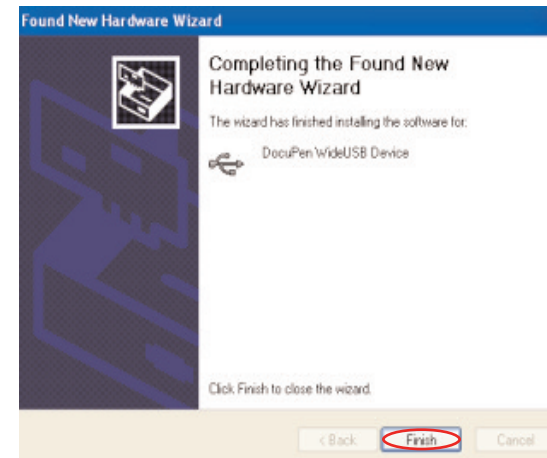 Found New Hardware Wizard
Completing the Found New
Hardware Wizard
The wizard has finished installing the software for:
DocuPen WideUSB Device
Click Finish to close the wizard.
< Back
Finish
Cancel